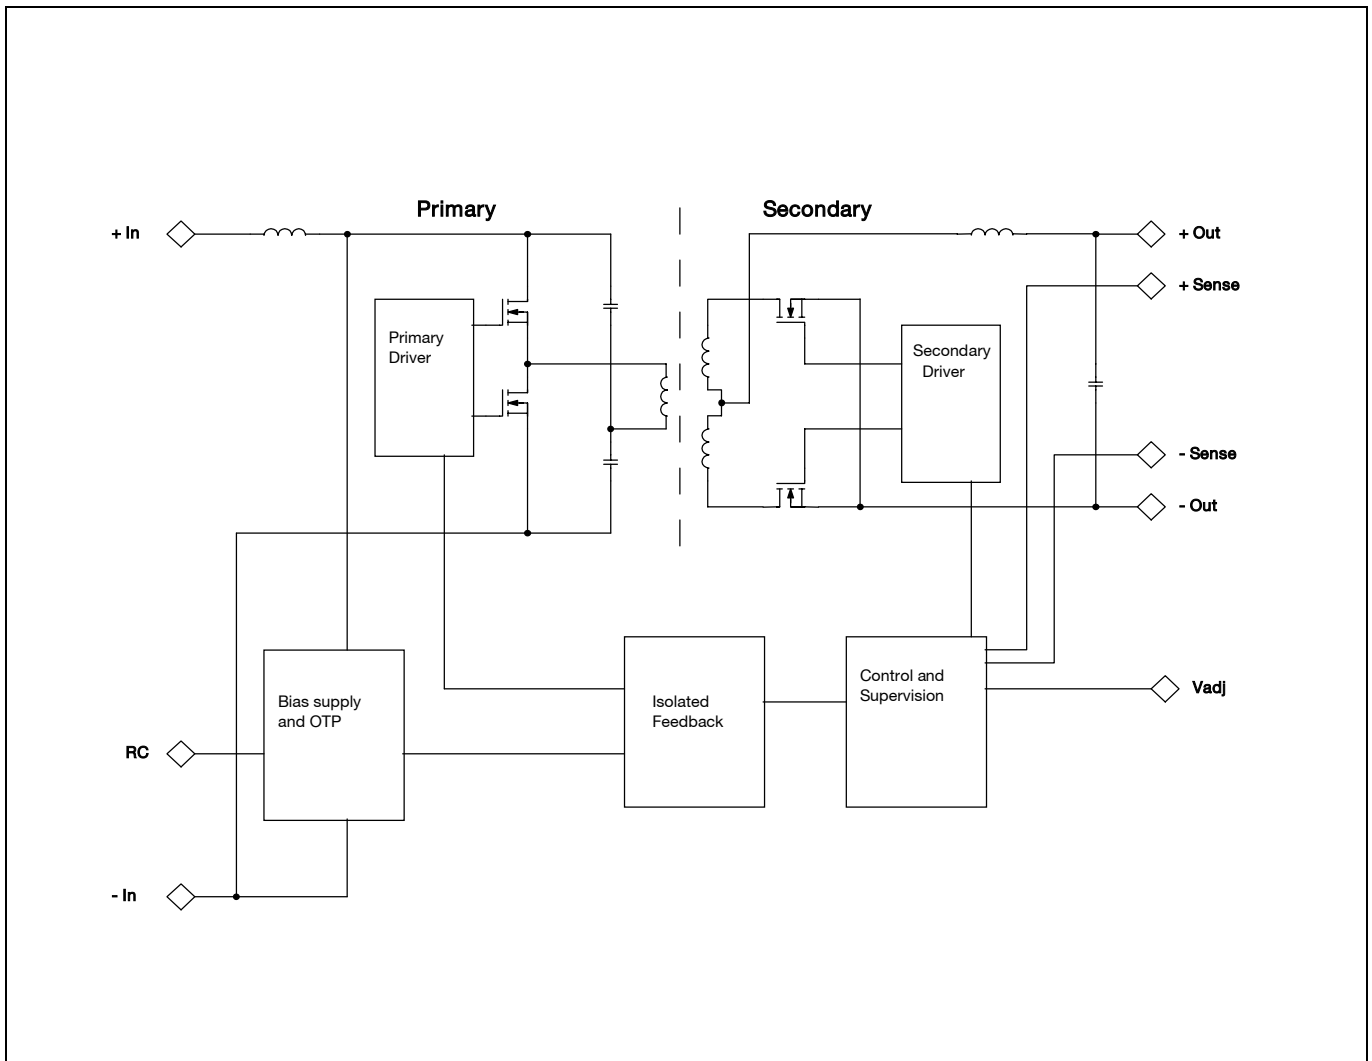 Primary
Secondary
+ In
+ Out
+ Sense
Primary
Driver
Secondary
Driver
- Sense
- Out
Bias supply
and OTP
Isolated
Feedback
Control and
Supervision
Vadj
RC
- In